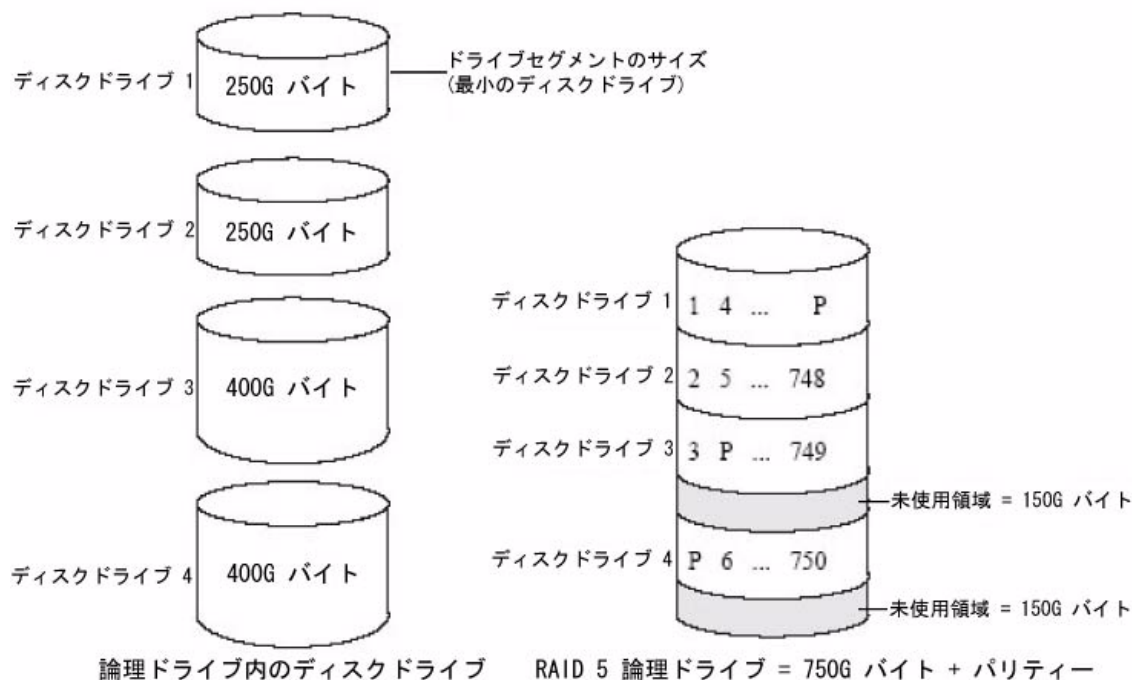 ディスクドライブ 1
250G バイト
ドライブセグメントのサイズ
(最小のディスクドライブ)
ディスクドライブ 2
250G バイト
ディスクドライブ 3
400G バイト
ディスクドライブ 4
400G バイト
論理ドライブ内のディスクドライブ
ディスクドライブ 1
1 4 ... P
ディスクドライブ 2
2 5 ... 748
ディスクドライブ 3
3 P ... 749
未使用領域 = 150G バイト
ディスクドライブ 4
P 6 ... 750
未使用領域 = 150G バイト
RAID 5 論理ドライブ = 750G バイト + パリティー